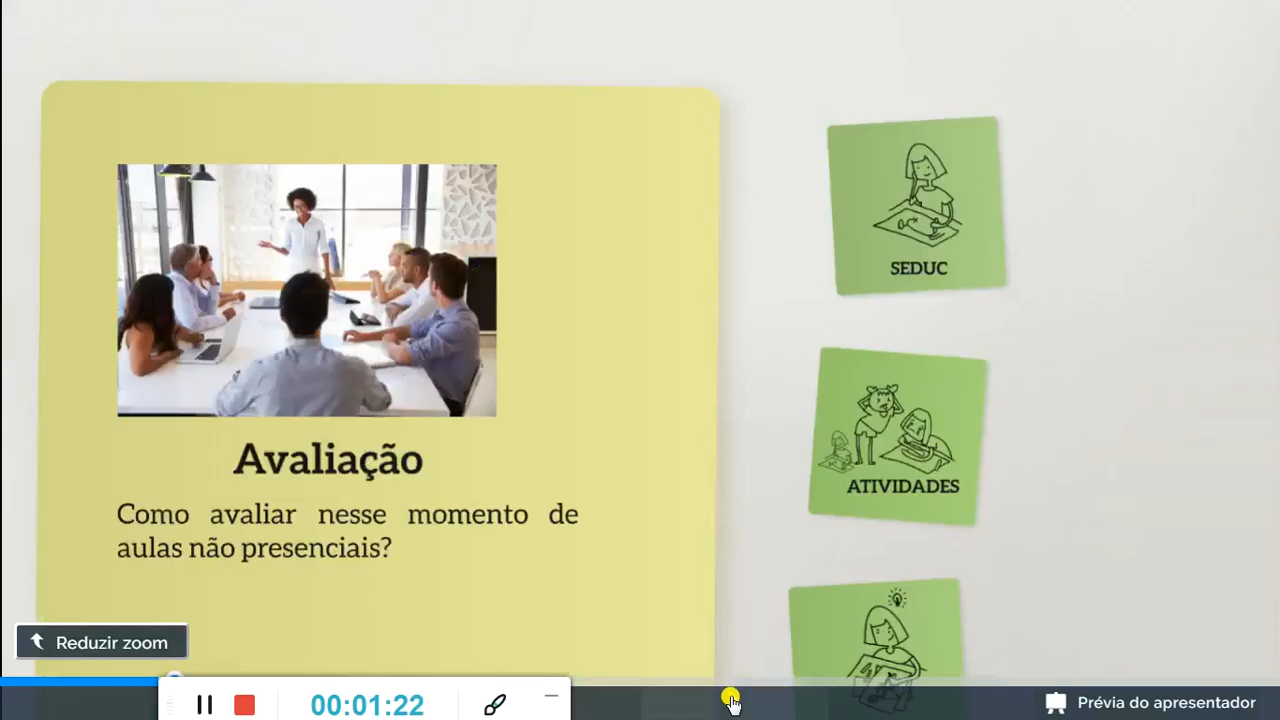 SEDUC
ATIVIDADES
Avaliação
Como avaliar nesse momento de
aulas não presenciais?
Reduzir zoom
00:01:22
Prévia do apresentador